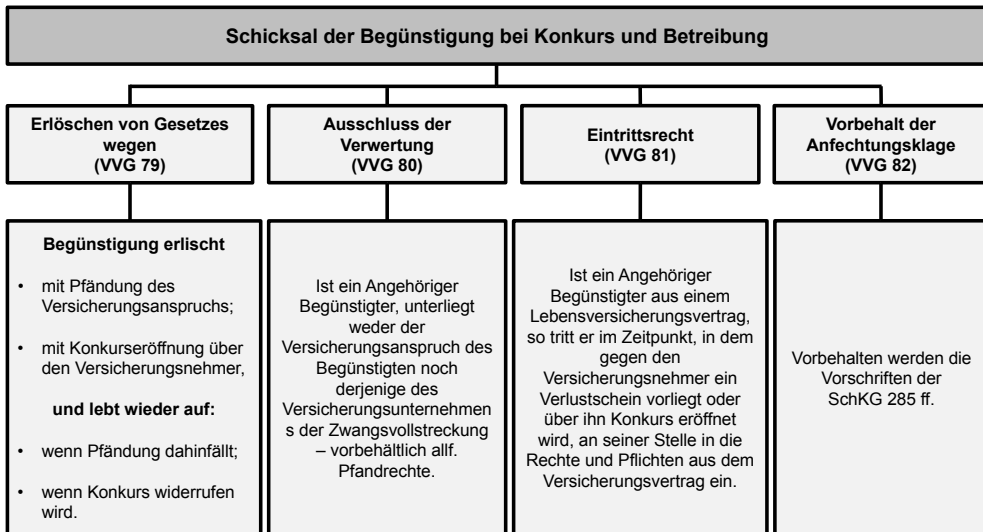 Schicksal der Begünstigung bei Konkurs und Betreibung
Erlöschen von Gesetzes
wegen
(VVG 79)
Ausschluss der
Verwertung
(VVG 80)
Eintrittsrecht
(VVG 81)
Vorbehalt der
Anfechtungsklage
(VVG 82)
Begünstigung erlischt
• mit Pfändung des
Versicherungsanspruchs;
• mit Konkurseröffnung über
den Versicherungsnehmer,
und lebt wieder auf:
• wenn Pfändung dahinfällt;
• wenn Konkurs widerrufen
wird.
Ist ein Angehöriger
Begünstigter, unterliegt
weder der
Versicherungsanspruch des
Begünstigten noch
derjenige des
Versicherungsunternehmen
s der Zwangsvollstreckung
– vorbehältlich allf.
Pfandrechte.
Ist ein Angehöriger
Begünstigter aus einem
Lebensversicherungsvertrag,
so tritt er im Zeitpunkt, in dem
gegen den
Versicherungsnehmer ein
Verlustschein vorliegt oder
über ihn Konkurs eröffnet
wird, an seiner Stelle in die
Rechte und Pflichten aus dem
Versicherungsvertrag ein.
Vorbehalten werden die
Vorschriften der
SchKG 285 ff.